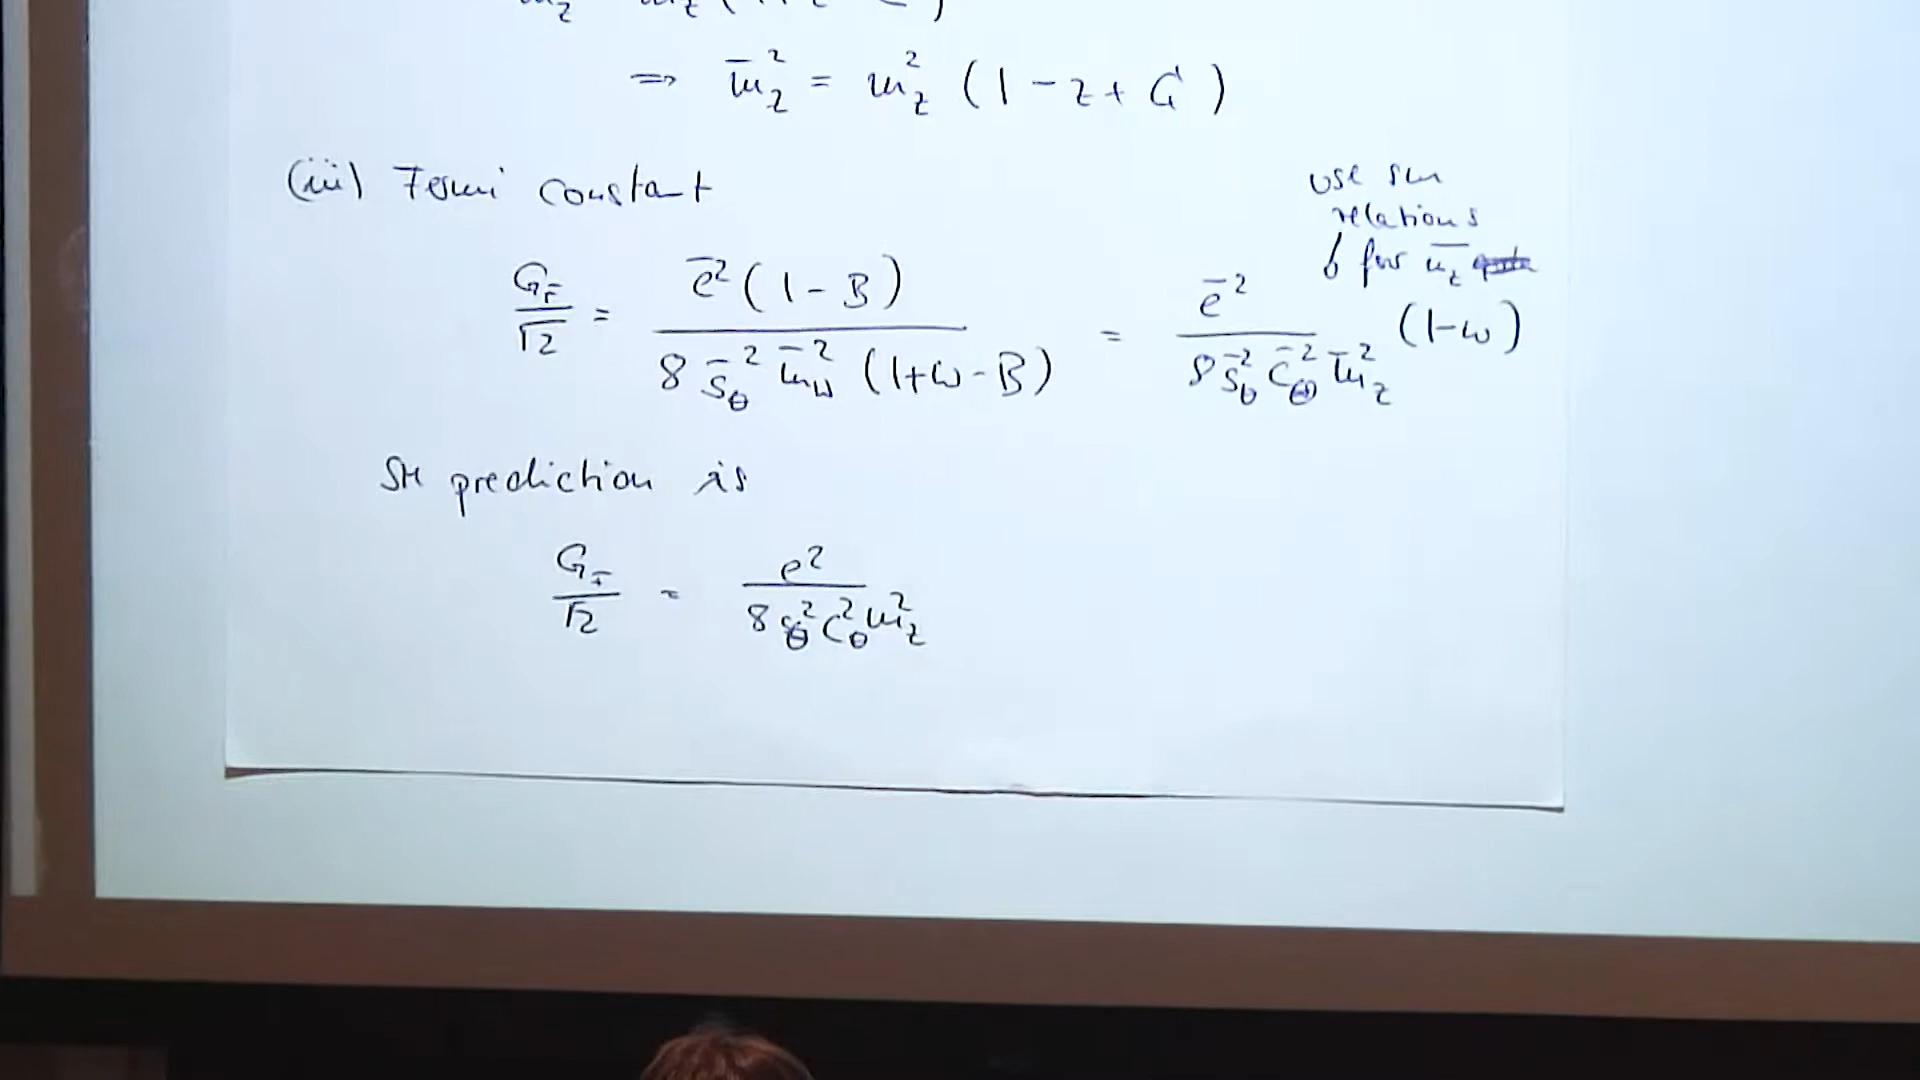 ⇒ m̄_z² = m_z² (1 - z + G)
(iii) Fermi constant
use SM
relations
↓ for m̄_z
G_F/√2 = ē²(1-B) / 8 s̄_θ² m̄_W² (1+w-B) = ē² / 8 s̄_θ² c̄_θ² m̄_z² (1-w)
SM prediction is
G_F/√2 = e² / 8 s_θ² c_θ² m_z²